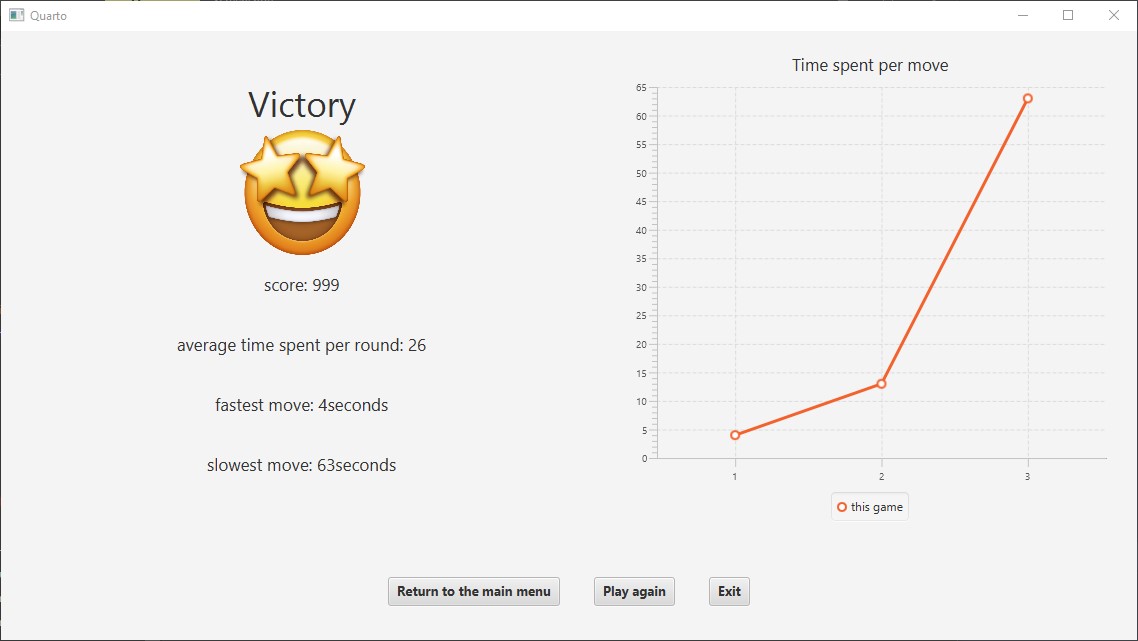 Quarto
Victory
score: 999
average time spent per round: 26
fastest move: 4seconds
slowest move: 63seconds
Time spent per move
65
60
55
50
45
40
35
30
25
20
15
10
5
0
1 2 3
this game
Return to the main menu Play again Exit